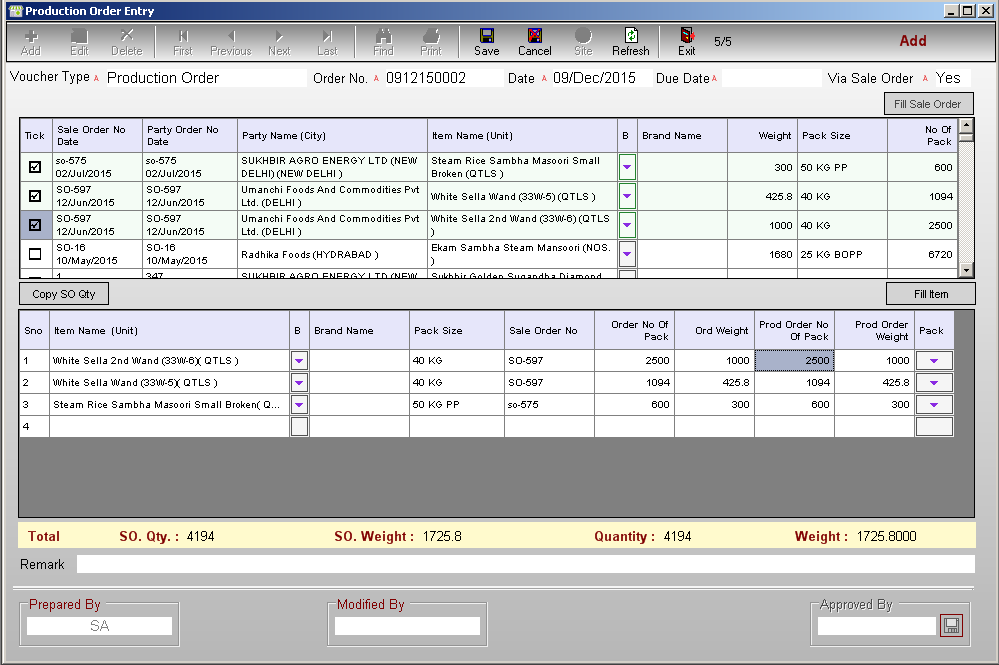 Production Order Entry
Add Edit Delete First Previous Next Last Find Print Save Cancel Site Refresh Exit 5/5 Add
Voucher Type A Production Order Order No. A 0912150002 Date A 09/Dec/2015 Due Date A Via Sale Order A Yes
Fill Sale Order
Tick Sale Order No Date Party Order No Date Party Name (City) Item Name (Unit) B Brand Name Weight Pack Size No Of Pack
so-575 so-575 SUKHBIR AGRO ENERGY LTD (NEW Steam Rice Sambha Masoori Small
02/Jul/2015 02/Jul/2015 DELHI) (NEW DELHI ) Broken (QTLS ) 300 50 KG PP 600
SO-597 SO-597 Umanchi Foods And Commodities Pvt White Sella Wand (33W-5) (QTLS )
12/Jun/2015 12/Jun/2015 Ltd. (DELHI ) 425.8 40 KG 1094
SO-597 SO-597 Umanchi Foods And Commodities Pvt White Sella 2nd Wand (33W-6) (QTLS
12/Jun/2015 12/Jun/2015 Ltd. (DELHI ) ) 1000 40 KG 2500
SO-16 SO-16 Radhika Foods (HYDRABAD ) Ekam Sambha Steam Mansoori (NOS.
10/May/2015 10/May/2015 ) 1680 25 KG BOPP 6720
1 347 SUKHBIR AGRO ENERGY LTD (NEW Sukhbir Golden Sugandha Diamond
Copy SO Qty Fill Item
Sno Item Name (Unit) B Brand Name Pack Size Sale Order No Order No Of Pack Ord Weight Prod Order No Of Pack Prod Order Weight Pack
1 White Sella 2nd Wand (33W-6)( QTLS ) 40 KG SO-597 2500 1000 2500 1000
2 White Sella Wand (33W-5)( QTLS ) 40 KG SO-597 1094 425.8 1094 425.8
3 Steam Rice Sambha Masoori Small Broken( Q... 50 KG PP so-575 600 300 600 300
4
Total SO. Qty. : 4194 SO. Weight : 1725.8 Quantity : 4194 Weight : 1725.8000
Remark
Prepared By Modified By Approved By
SA